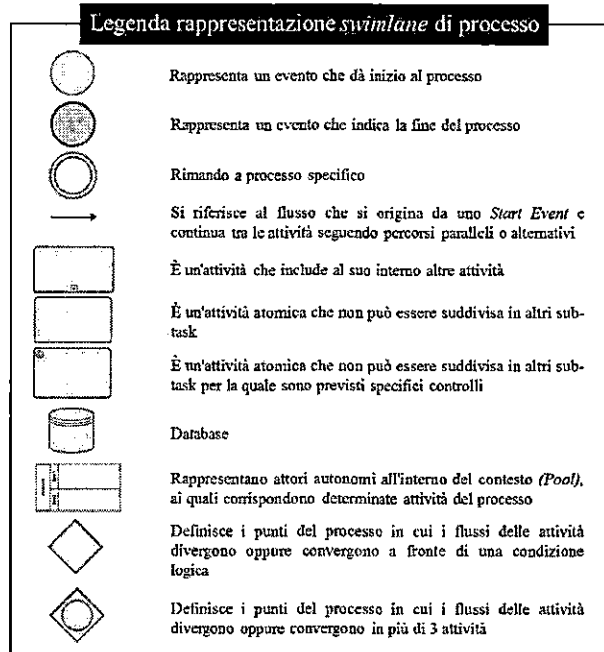 Legenda rappresentazione swimlane di processo
Rappresenta un evento che dà inizio al processo
Rappresenta un evento che indica la fine del processo
Rimando a processo specifico
Si riferisce al flusso che si origina da uno Start Event e
continua tra le attività seguendo percorsi paralleli o alternativi
È un'attività che include al suo interno altre attività
È un'attività atomica che non può essere suddivisa in altri sub-
task
È un'attività atomica che non può essere suddivisa in altri sub-
task per la quale sono previsti specifici controlli
Database
Rappresentano attori autonomi all'interno del contesto (Pool),
ai quali corrispondono determinate attività del processo
Definisce i punti del processo in cui i flussi delle attività
divergono oppure convergono a fronte di una condizione
logica
Definisce i punti del processo in cui i flussi delle attività
divergono oppure convergono in più di 3 attività